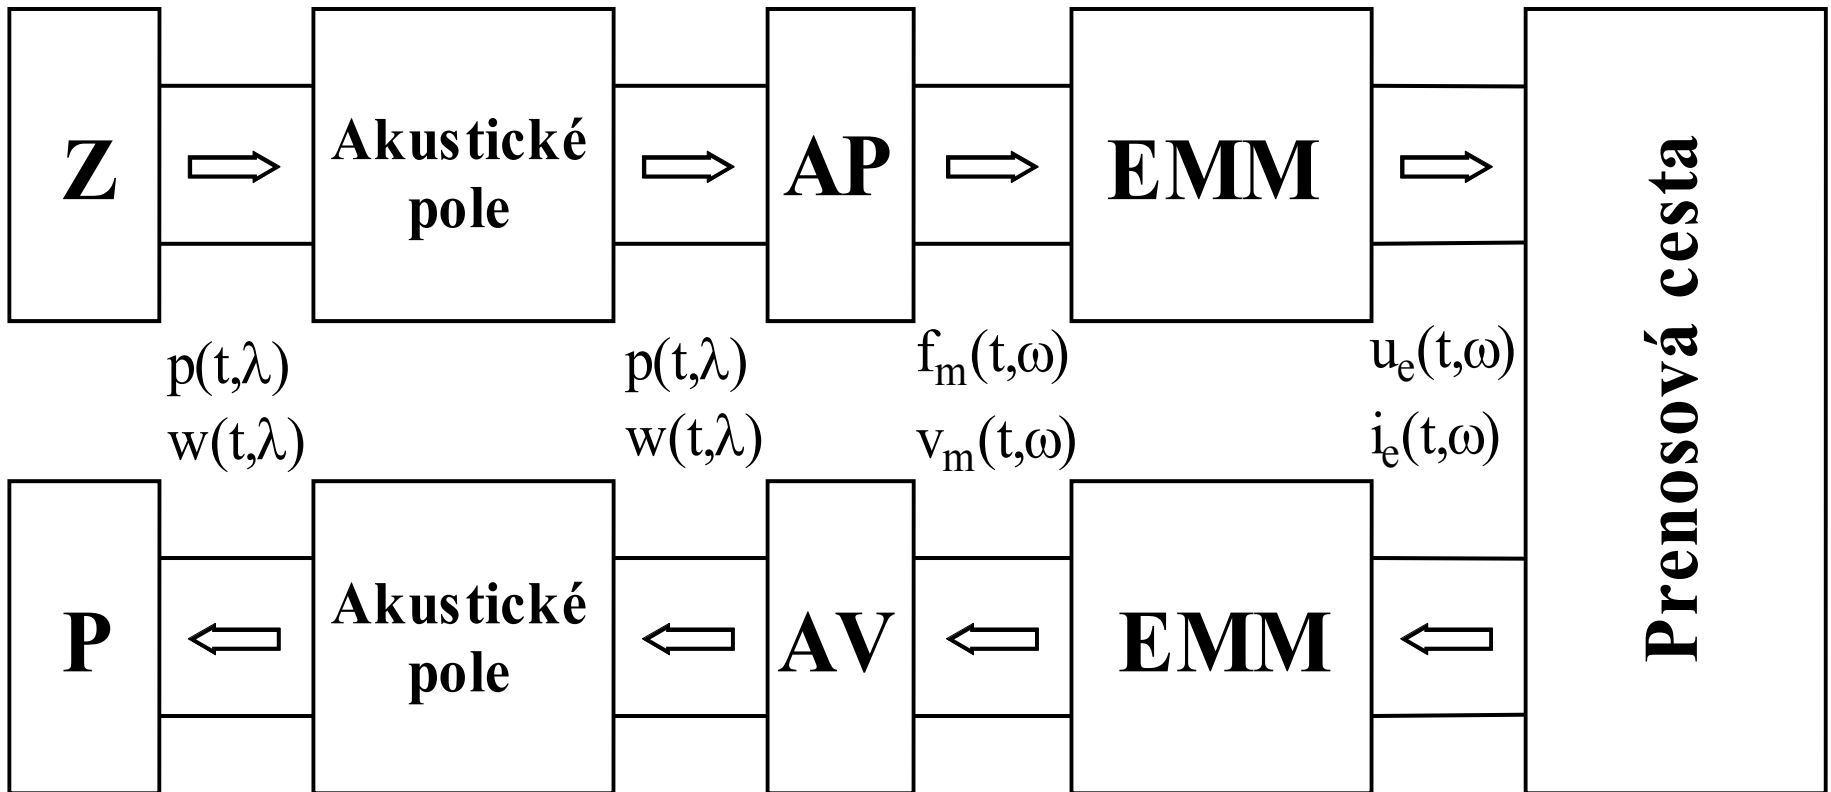 Z
Akustické
pole
AP
EMM
Prenosová cesta
p(t,λ)
w(t,λ)
p(t,λ)
w(t,λ)
fₘ(t,ω)
vₘ(t,ω)
uₑ(t,ω)
iₑ(t,ω)
P
Akustické
pole
AV
EMM